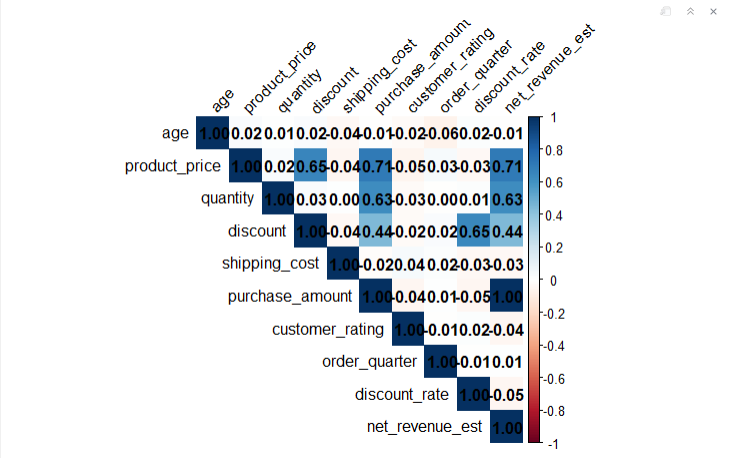 age
product_price
quantity
discount
shipping_cost
purchase_amount
customer_rating
order_quarter
discount_rate
net_revenue_est
age 1.00 0.02 0.01 0.02 -0.04 -0.01 -0.02 -0.06 0.02 -0.01
product_price 1.00 0.02 0.65 -0.04 0.71 -0.05 0.03 -0.03 0.71
quantity 1.00 0.03 0.00 0.63 -0.03 0.00 0.01 0.63
discount 1.00 -0.04 0.44 -0.02 0.02 0.65 0.44
shipping_cost 1.00 -0.02 0.04 0.02 -0.03 -0.03
purchase_amount 1.00 -0.04 0.01 -0.05 1.00
customer_rating 1.00 -0.01 0.02 -0.04
order_quarter 1.00 -0.01 0.01
discount_rate 1.00 -0.05
net_revenue_est 1.00
1
0.8
0.6
0.4
0.2
0
-0.2
-0.4
-0.6
-0.8
-1